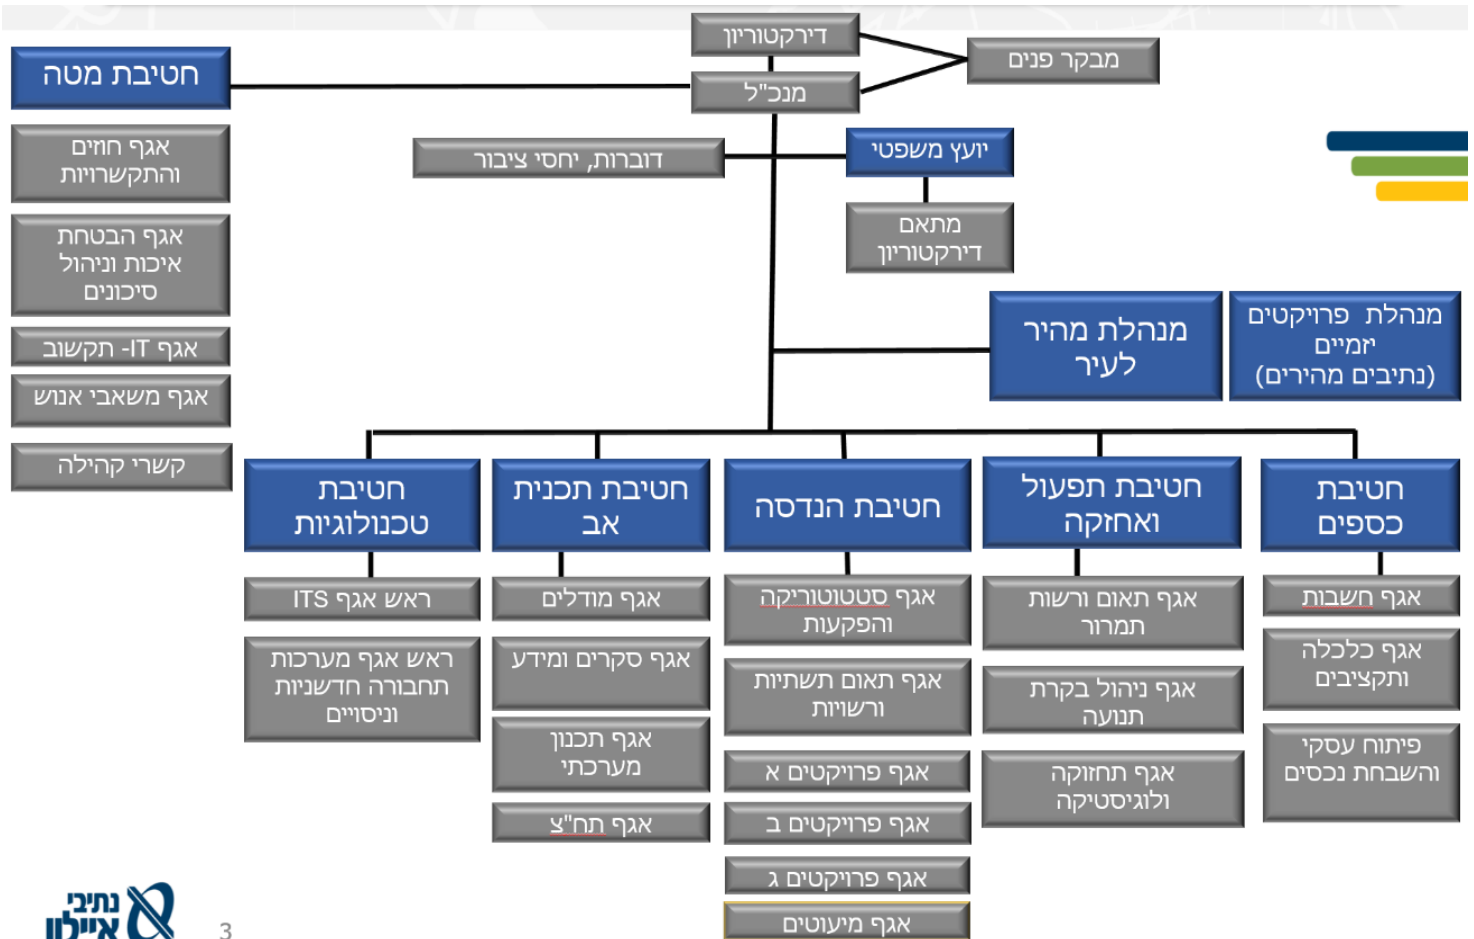 דירקטוריון
מבקר פנים
חטיבת מטה
מנכ"ל
אגף חוזים
והתקשרויות
יועץ משפטי
דוברות, יחסי ציבור
מתאם
דירקטוריון
אגף הבטחת
איכות וניהול
סיכונים
אגף IT- תקשוב
אגף משאבי אנוש
קשרי קהילה
מנהלת פרויקטים
יזמיים
(נתיבים מהירים)
מנהלת מהיר
לעיר
חטיבת
כספים
אגף חשבות
אגף כלכלה
ותקציבים
פיתוח עסקי
והשבחת נכסים
חטיבת תפעול
ואחזקה
אגף תאום ורשות
תמרור
אגף ניהול בקרת
תנועה
אגף תחזוקה
ולוגיסטיקה
חטיבת הנדסה
אגף סטטוטוריקה
והפקעות
אגף תאום תשתיות
ורשויות
אגף פרויקטים א
אגף פרויקטים ב
אגף פרויקטים ג
אגף מיעוטים
חטיבת תכנית
אב
אגף מודלים
אגף סקרים ומידע
אגף תכנון
מערכתי
אגף תח"צ
חטיבת
טכנולוגיות
ראש אגף ITS
ראש אגף מערכות
תחבורה חדשניות
וניסויים
נתיבי
איילון
3